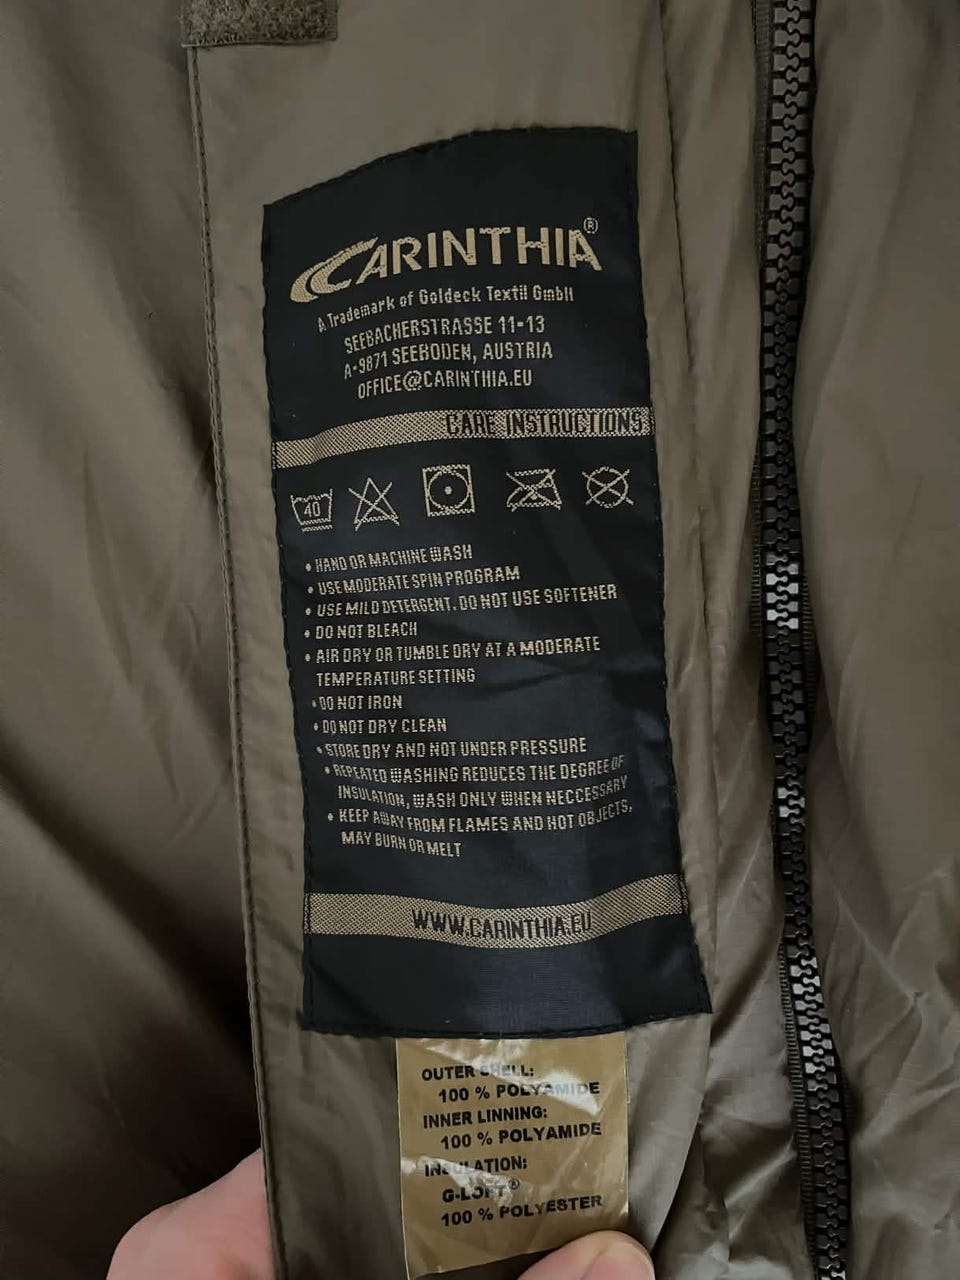 CARINTHIA®
A Trademark of Goldeck Textil GmbH
SEEBACHERSTRASSE 11-13
A-9871 SEEBODEN, AUSTRIA
OFFICE@CARINTHIA.EU
CARE INSTRUCTIONS
40
• HAND OR MACHINE WASH
• USE MODERATE SPIN PROGRAM
• USE MILD DETERGENT. DO NOT USE SOFTENER
• DO NOT BLEACH
• AIR DRY OR TUMBLE DRY AT A MODERATE
TEMPERATURE SETTING
• DO NOT IRON
• DO NOT DRY CLEAN
• STORE DRY AND NOT UNDER PRESSURE
• REPEATED WASHING REDUCES THE DEGREE OF
INSULATION, WASH ONLY WHEN NECCESSARY
• KEEP AWAY FROM FLAMES AND HOT OBJECTS,
MAY BURN OR MELT
WWW.CARINTHIA.EU
OUTER SHELL:
100 % POLYAMIDE
INNER LINNING:
100 % POLYAMIDE
INSULATION:
G-LOFT®
100 % POLYESTER